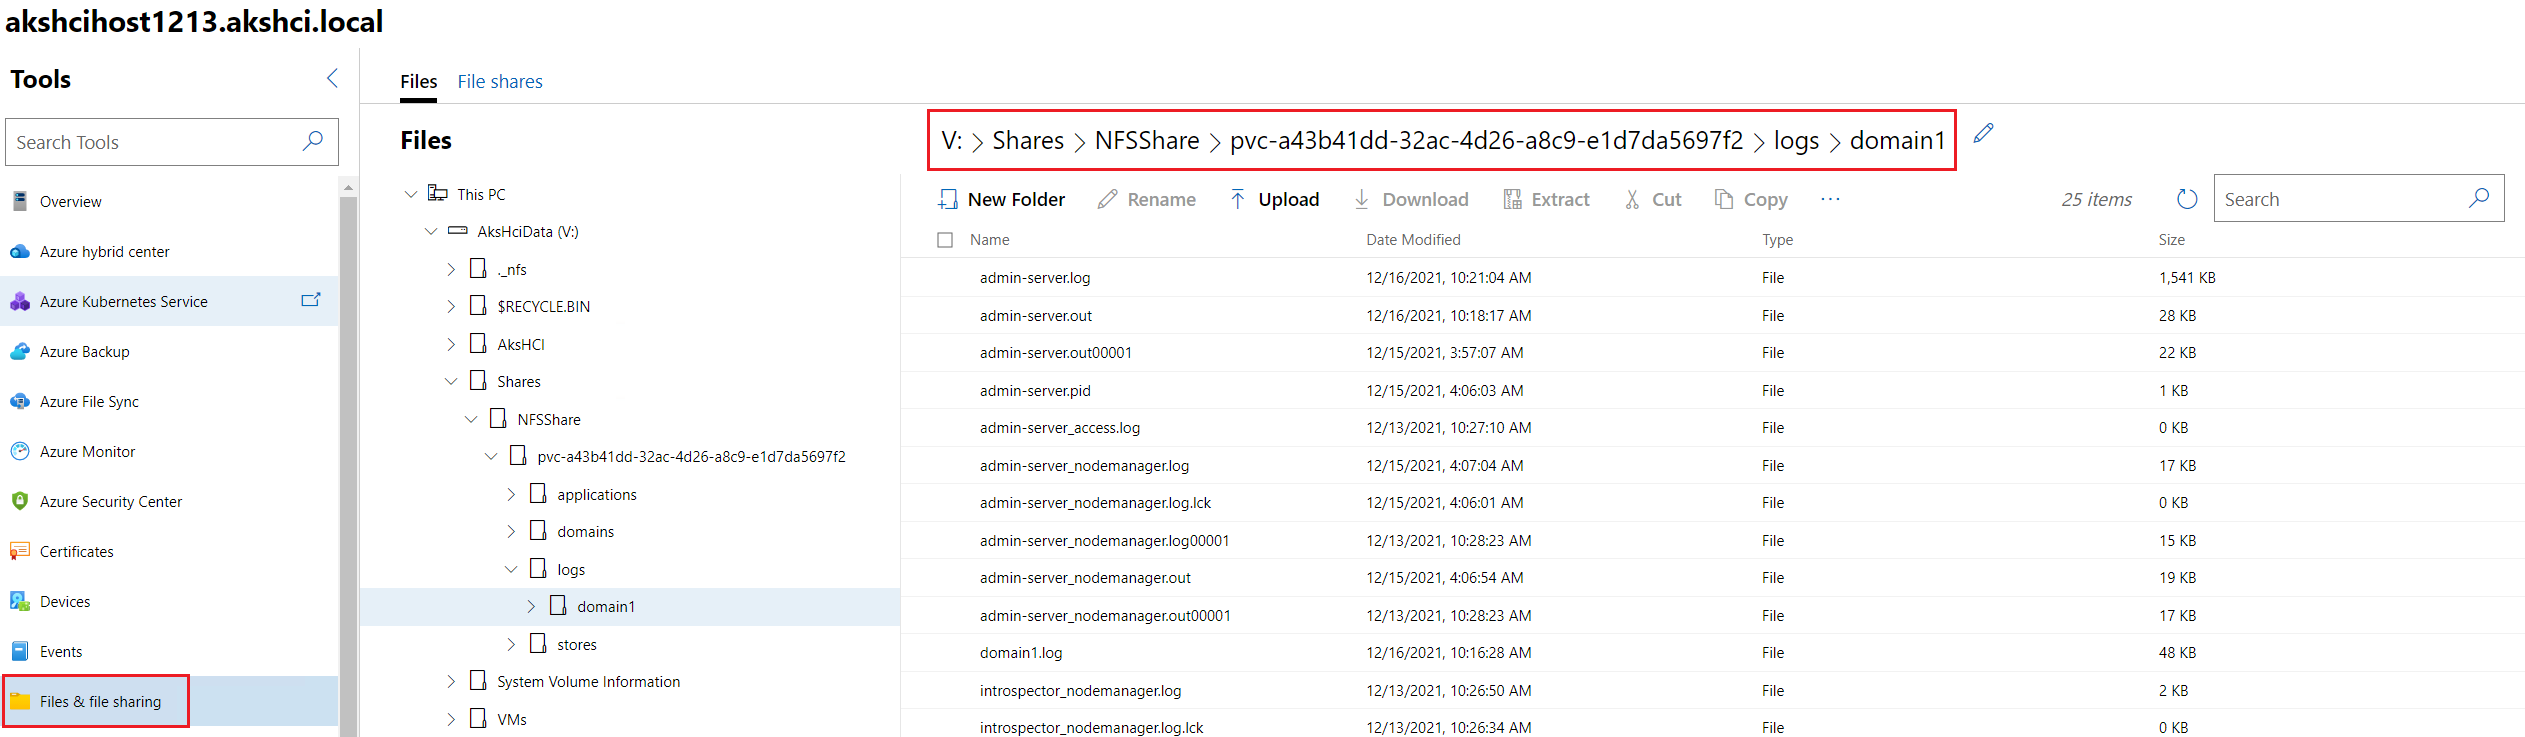 akshcihost1213.akshci.local
Tools
Search Tools
Overview
Azure hybrid center
Azure Kubernetes Service
Azure Backup
Azure File Sync
Azure Monitor
Azure Security Center
Certificates
Devices
Events
Files & file sharing
Files File shares
Files
This PC
AksHciData (V:)
._nfs
$RECYCLE.BIN
AksHCI
Shares
NFSShare
pvc-a43b41dd-32ac-4d26-a8c9-e1d7da5697f2
applications
domains
logs
domain1
stores
System Volume Information
VMs
V: > Shares > NFSShare > pvc-a43b41dd-32ac-4d26-a8c9-e1d7da5697f2 > logs > domain1
New Folder Rename Upload Download Extract Cut Copy ··· 25 items Search
Name Date Modified Type Size
admin-server.log 12/16/2021, 10:21:04 AM File 1,541 KB
admin-server.out 12/16/2021, 10:18:17 AM File 28 KB
admin-server.out00001 12/15/2021, 3:57:07 AM File 22 KB
admin-server.pid 12/15/2021, 4:06:03 AM File 1 KB
admin-server_access.log 12/13/2021, 10:27:10 AM File 0 KB
admin-server_nodemanager.log 12/15/2021, 4:07:04 AM File 17 KB
admin-server_nodemanager.log.lck 12/15/2021, 4:06:01 AM File 0 KB
admin-server_nodemanager.log00001 12/13/2021, 10:28:23 AM File 15 KB
admin-server_nodemanager.out 12/15/2021, 4:06:54 AM File 19 KB
admin-server_nodemanager.out00001 12/13/2021, 10:28:23 AM File 17 KB
domain1.log 12/16/2021, 10:16:28 AM File 48 KB
introspector_nodemanager.log 12/13/2021, 10:26:50 AM File 2 KB
introspector_nodemanager.log.lck 12/13/2021, 10:26:34 AM File 0 KB